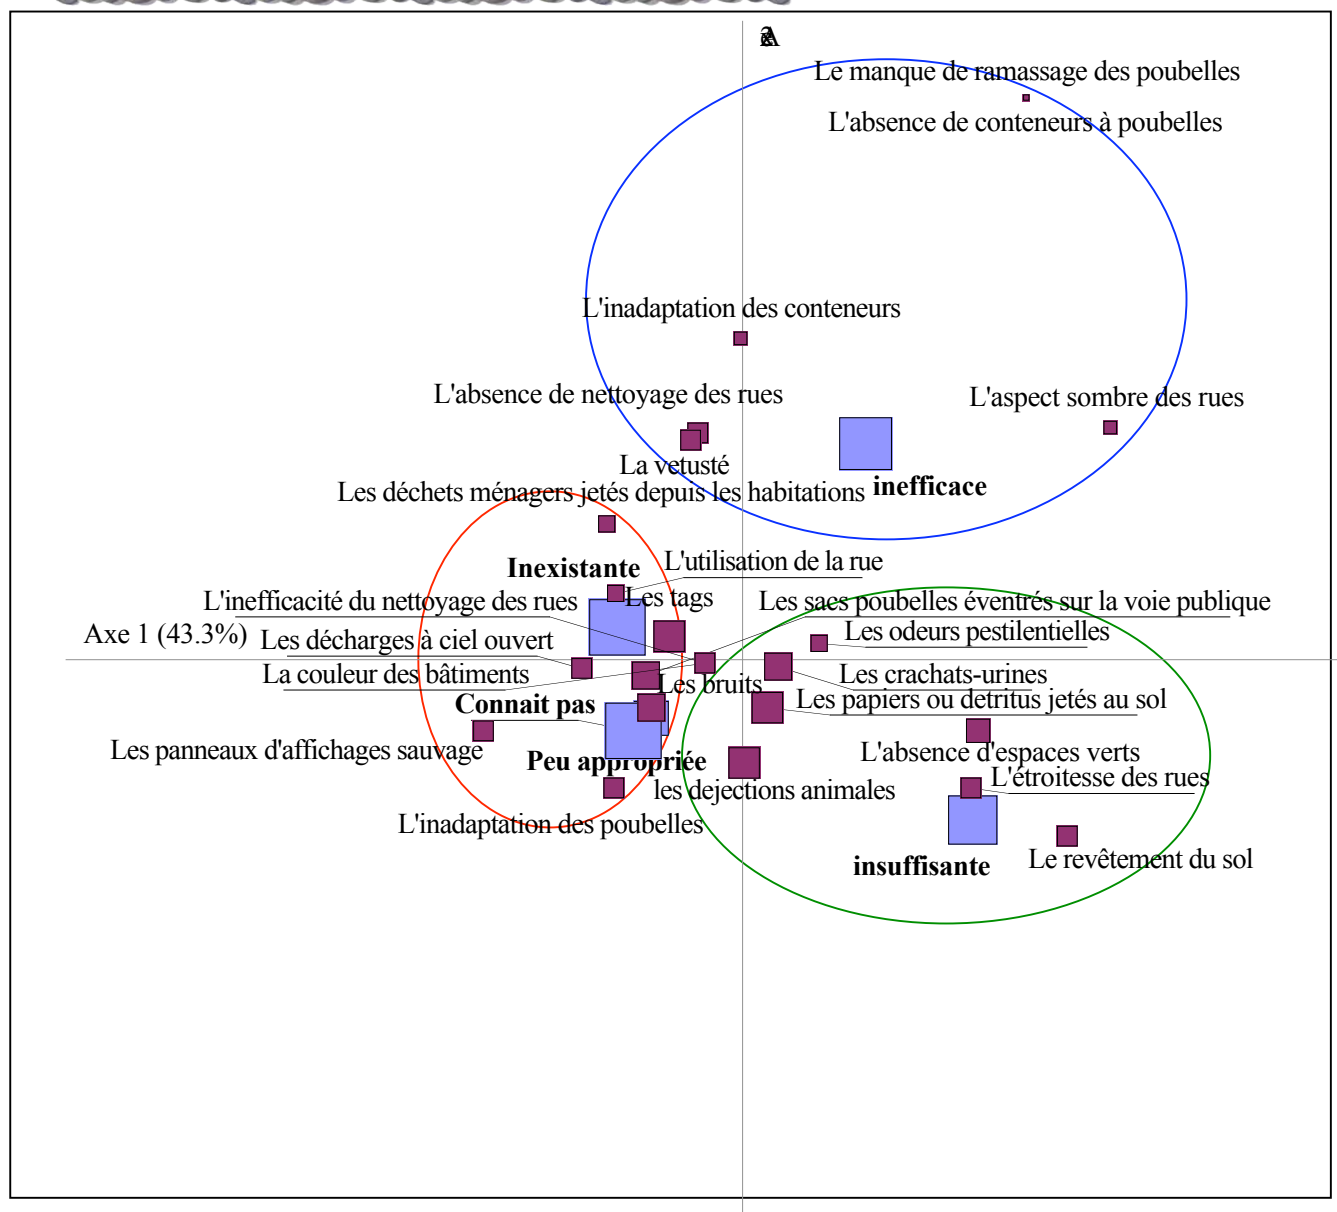 Le manque de ramassage des poubelles
L'absence de conteneurs à poubelles
L'inadaptation des conteneurs
L'absence de nettoyage des rues
L'aspect sombre des rues
La vetusté
inefficace
Les déchets ménagers jetés depuis les habitations
L'utilisation de la rue
Inexistante
Les tags
L'inefficacité du nettoyage des rues
Les sacs poubelles éventrés sur la voie publique
Axe 1 (43.3%)
Les odeurs pestilentielles
Les décharges à ciel ouvert
La couleur des bâtiments
Les crachats-urines
Les bruits
Les papiers ou detritus jetés au sol
Connait pas
Les panneaux d'affichages sauvage
L'absence d'espaces verts
Peu appropriée
L'étroitesse des rues
les dejections animales
L'inadaptation des poubelles
Le revêtement du sol
insuffisante